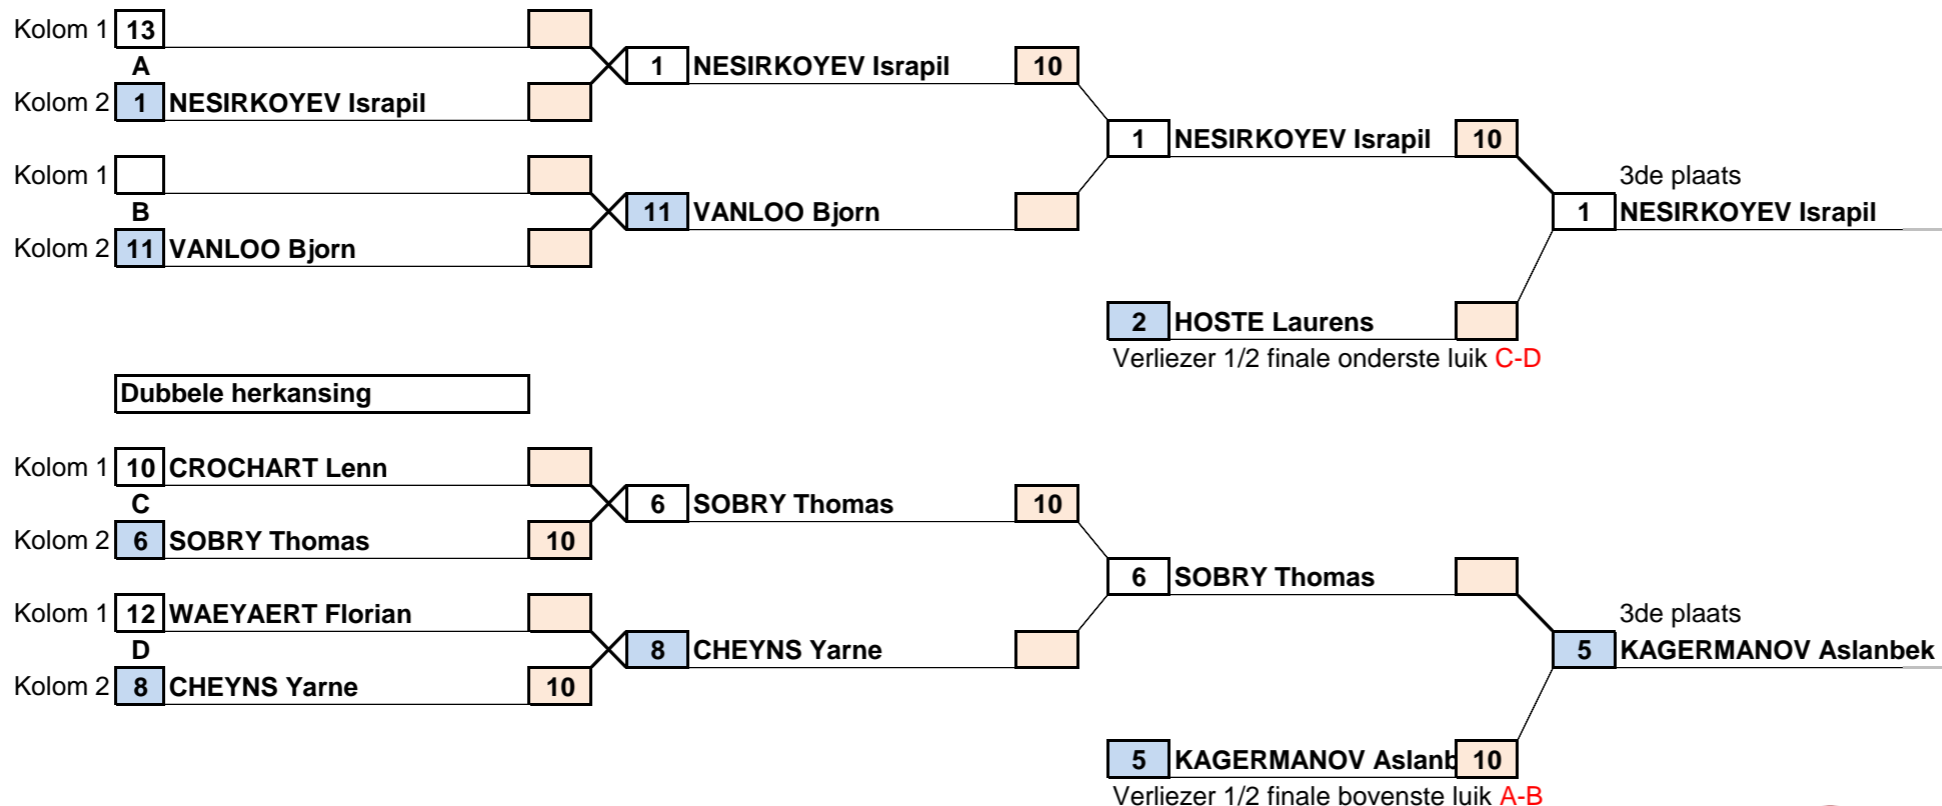 Kolom 1 13
A
1 NESIRKOYEV Israpil 10
Kolom 2 1 NESIRKOYEV Israpil
1 NESIRKOYEV Israpil 10
Kolom 1
3de plaats
B
11 VANLOO Bjorn
1 NESIRKOYEV Israpil
Kolom 2 11 VANLOO Bjorn
2 HOSTE Laurens
Verliezer 1/2 finale onderste luik C-D
Dubbele herkansing
Kolom 1 10 CROCHART Lenn
C
6 SOBRY Thomas 10
Kolom 2 6 SOBRY Thomas 10
6 SOBRY Thomas
Kolom 1 12 WAEYAERT Florian
3de plaats
D
8 CHEYNS Yarne
5 KAGERMANOV Aslanbek
Kolom 2 8 CHEYNS Yarne 10
5 KAGERMANOV Aslanb 10
Verliezer 1/2 finale bovenste luik A-B